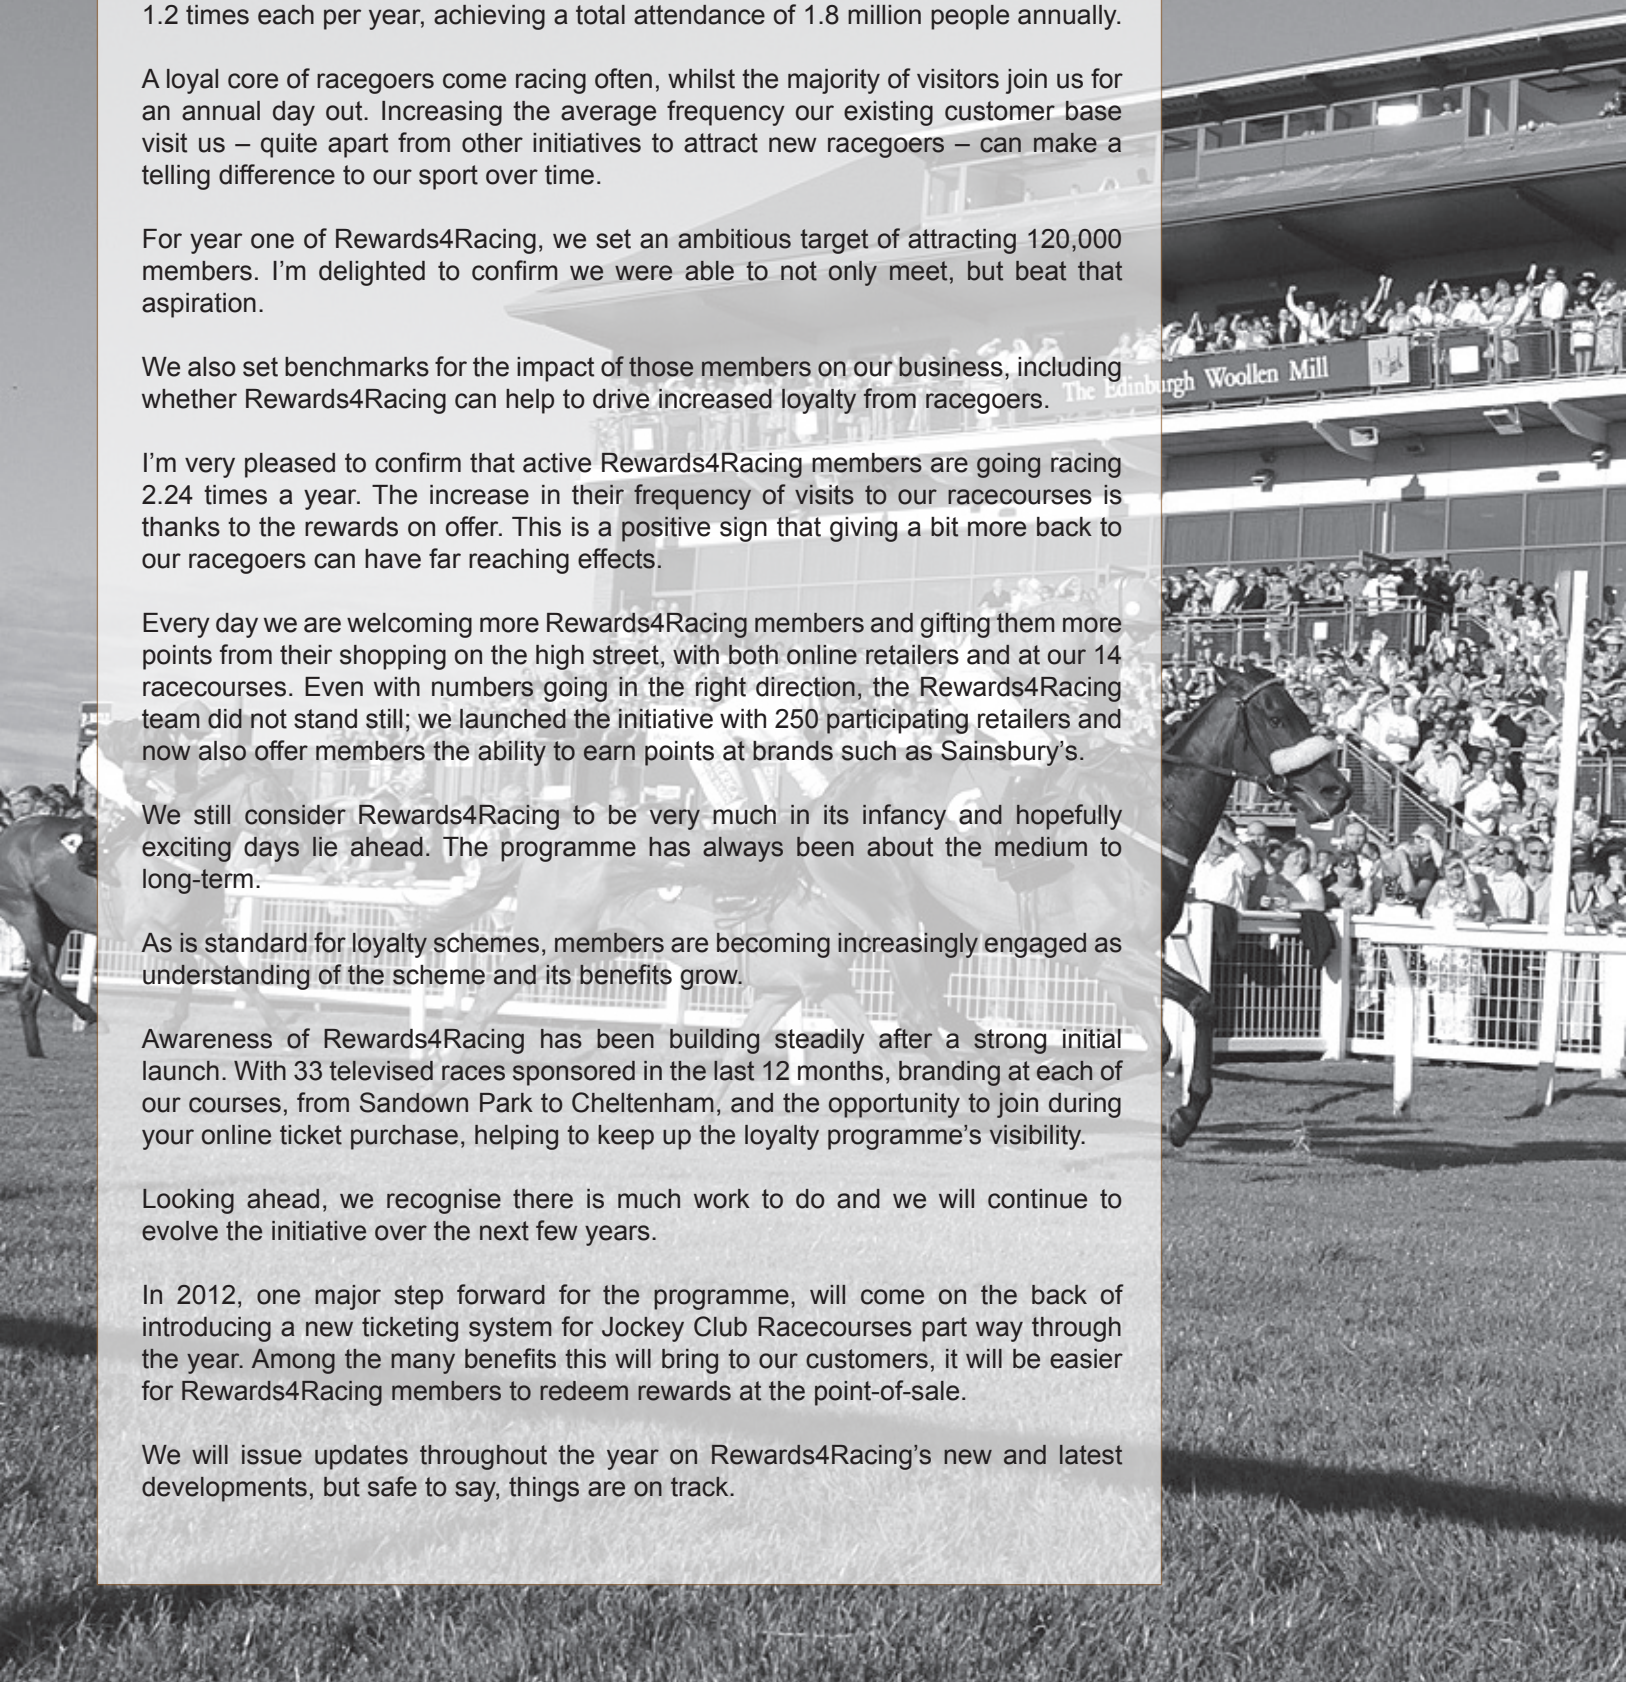 1.2 times each per year, achieving a total attendance of 1.8 million people annually.
A loyal core of racegoers come racing often, whilst the majority of visitors join us for
an annual day out. Increasing the average frequency our existing customer base
visit us – quite apart from other initiatives to attract new racegoers – can make a
telling difference to our sport over time.
For year one of Rewards4Racing, we set an ambitious target of attracting 120,000
members. I’m delighted to confirm we were able to not only meet, but beat that
aspiration.
We also set benchmarks for the impact of those members on our business, including
whether Rewards4Racing can help to drive increased loyalty from racegoers.
The Edinburgh Woollen Mill
I’m very pleased to confirm that active Rewards4Racing members are going racing
2.24 times a year. The increase in their frequency of visits to our racecourses is
thanks to the rewards on offer. This is a positive sign that giving a bit more back to
our racegoers can have far reaching effects.
Every day we are welcoming more Rewards4Racing members and gifting them more
points from their shopping on the high street, with both online retailers and at our 14
racecourses. Even with numbers going in the right direction, the Rewards4Racing
team did not stand still; we launched the initiative with 250 participating retailers and
now also offer members the ability to earn points at brands such as Sainsbury’s.
We still consider Rewards4Racing to be very much in its infancy and hopefully
exciting days lie ahead. The programme has always been about the medium to
long-term.
As is standard for loyalty schemes, members are becoming increasingly engaged as
understanding of the scheme and its benefits grow.
Awareness of Rewards4Racing has been building steadily after a strong initial
launch. With 33 televised races sponsored in the last 12 months, branding at each of
our courses, from Sandown Park to Cheltenham, and the opportunity to join during
your online ticket purchase, helping to keep up the loyalty programme’s visibility.
Looking ahead, we recognise there is much work to do and we will continue to
evolve the initiative over the next few years.
In 2012, one major step forward for the programme, will come on the back of
introducing a new ticketing system for Jockey Club Racecourses part way through
the year. Among the many benefits this will bring to our customers, it will be easier
for Rewards4Racing members to redeem rewards at the point-of-sale.
We will issue updates throughout the year on Rewards4Racing’s new and latest
developments, but safe to say, things are on track.